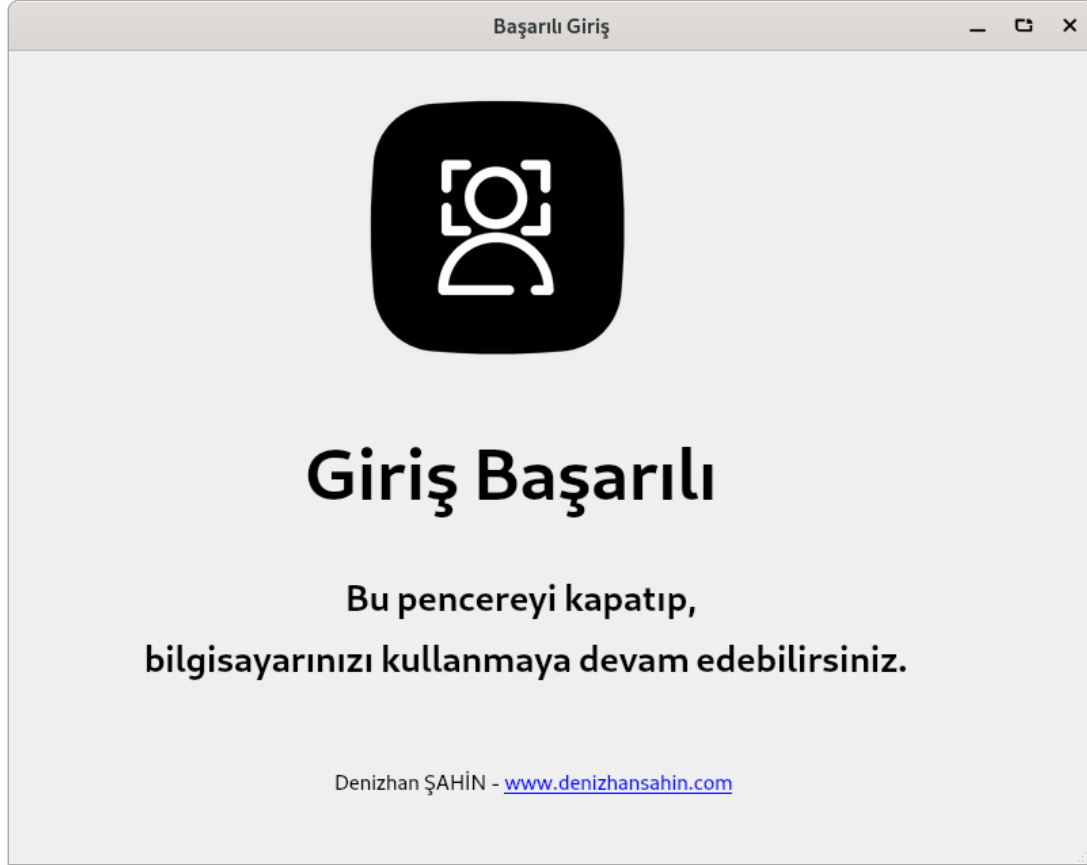 Başarılı Giriş
Giriş Başarılı
Bu pencereyi kapatıp,
bilgisayarınızı kullanmaya devam edebilirsiniz.
Denizhan ŞAHİN - www.denizhansahin.com